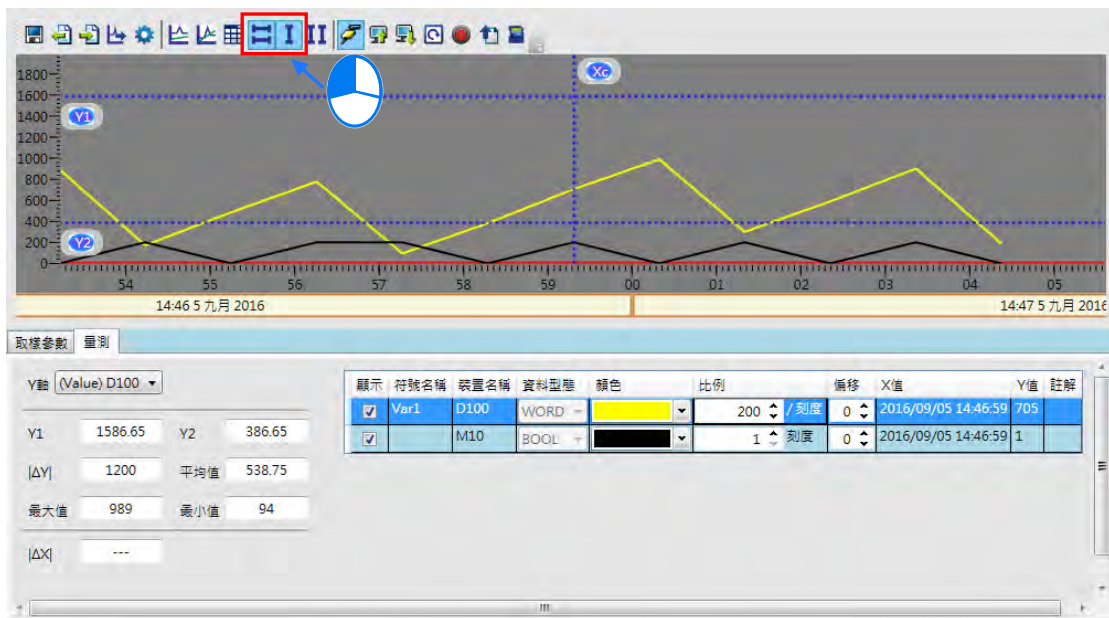 Xc
1800
1600
1400
Y1
1200
1000
800
600
400
200
Y2
0
54 55 56 57 58 59 00 01 02 03 04 05
14:46 5 九月 2016 14:47 5 九月 2016
取樣參數 量測
Y軸 (Value) D100
Y1 1586.65 Y2 386.65
|ΔY| 1200 平均值 538.75
最大值 989 最小值 94
|ΔX| ---
顯示 符號名稱 裝置名稱 資料型態 顏色 比例 偏移 X值 Y值 註解
Var1 D100 WORD 200 / 刻度 0 2016/09/05 14:46:59 705
M10 BOOL 1 刻度 0 2016/09/05 14:46:59 1